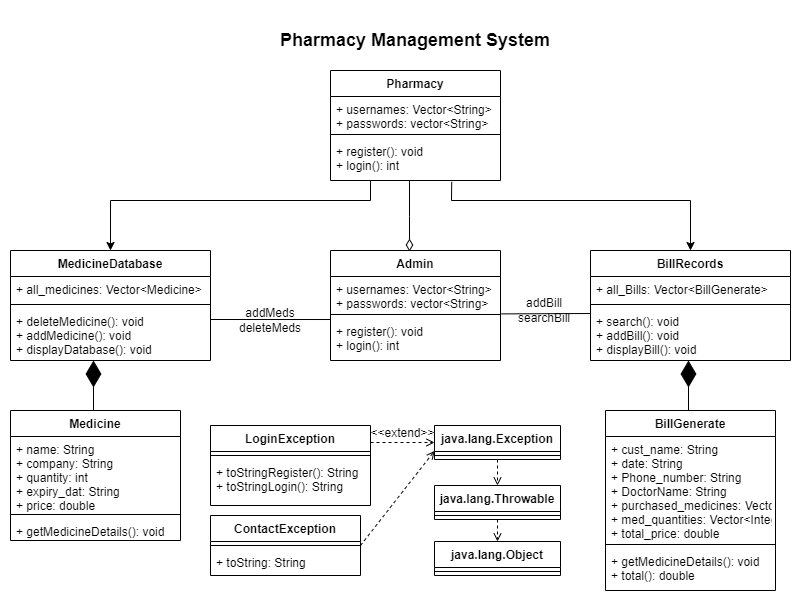 Pharmacy Management System
Pharmacy
+ usernames: Vector<String>
+ passwords: vector<String>
+ register(): void
+ login(): int
MedicineDatabase
+ all_medicines: Vector<Medicine>
+ deleteMedicine(): void
+ addMedicine(): void
+ displayDatabase(): void
addMeds
deleteMeds
Admin
+ usernames: Vector<String>
+ passwords: vector<String>
+ register(): void
+ login(): int
addBill
searchBill
BillRecords
+ all_Bills: Vector<BillGenerate>
+ search(): void
+ addBill(): void
+ displayBill(): void
Medicine
+ name: String
+ company: String
+ quantity: int
+ expiry_dat: String
+ price: double
+ getMedicineDetails(): void
LoginException
+ toStringRegister(): String
+ toStringLogin(): String
<<extend>>
java.lang.Exception
java.lang.Throwable
java.lang.Object
ContactException
+ toString: String
BillGenerate
+ cust_name: String
+ date: String
+ Phone_number: String
+ DoctorName: String
+ purchased_medicines: Vecto
+ med_quantities: Vector<Integ
+ total_price: double
+ getMedicineDetails(): void
+ total(): double